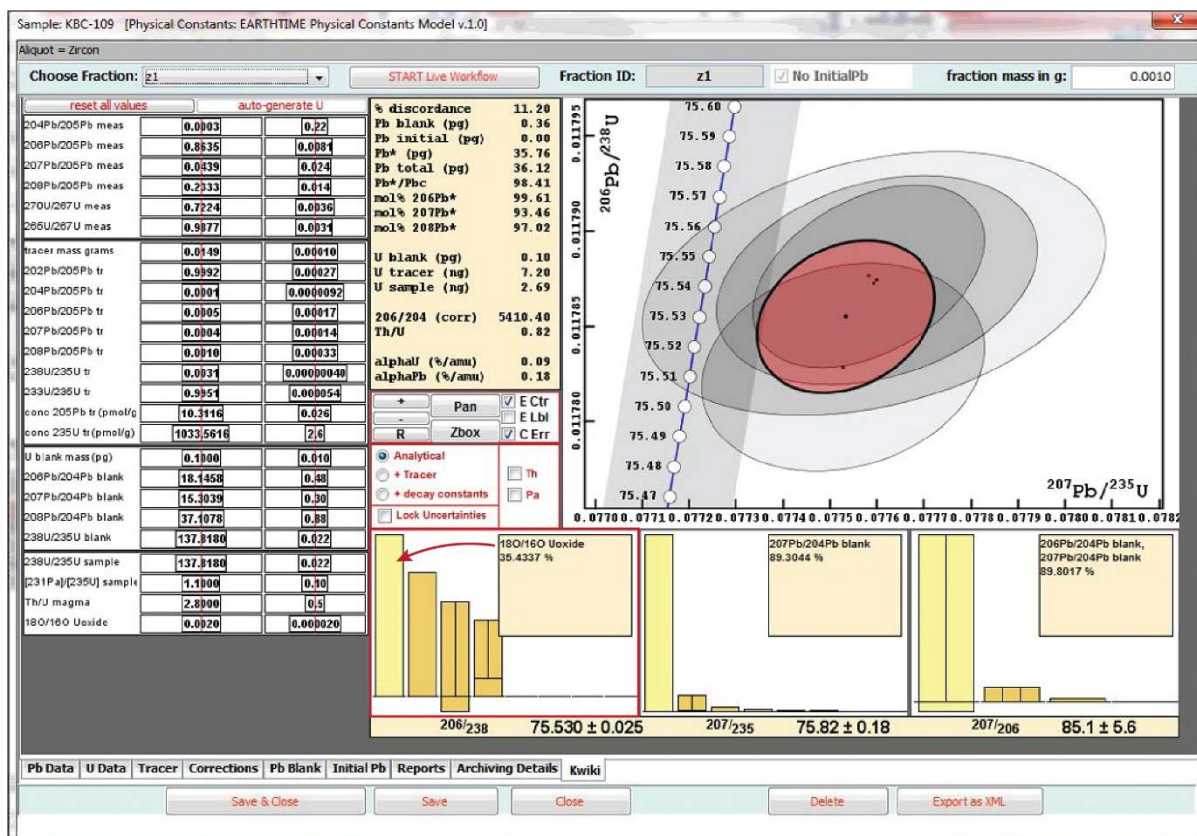 Sample: KBC-109 [Physical Constants: EARTHTIME Physical Constants Model v.1.0]
Aliquot = Zircon
Choose Fraction: z1 START Live Workflow Fraction ID: z1 No InitialPb fraction mass in g: 0.0010
reset all values auto-generate U
204Pb/205Pb meas 0.0003 0.22
206Pb/205Pb meas 0.8635 0.0081
207Pb/205Pb meas 0.0439 0.024
208Pb/205Pb meas 0.2333 0.014
270U/267U meas 0.7224 0.0036
265U/267U meas 0.9877 0.0031
tracer mass grams 0.0149 0.00010
202Pb/205Pb tr 0.9992 0.00027
204Pb/205Pb tr 0.0001 0.0000092
206Pb/205Pb tr 0.0005 0.00017
207Pb/205Pb tr 0.0004 0.00014
208Pb/205Pb tr 0.0010 0.00033
238U/235U tr 0.0031 0.00000040
233U/235U tr 0.9951 0.000054
conc 205Pb tr (pmol/g 10.3116 0.026
conc 235U tr(pmol/g) 1033.5616 2.6
U blank mass(pg) 0.1000 0.010
206Pb/204Pb blank 18.1458 0.48
207Pb/204Pb blank 15.3039 0.30
208Pb/204Pb blank 37.1078 0.88
238U/235U blank 137.8180 0.022
238U/235U sample 137.8180 0.022
[231Pa]/[235U] sample 1.1000 0.10
Th/U magma 2.8000 0.5
18O/16O Uoxide 0.0020 0.000020
% discordance 11.20
Pb blank (pg) 0.36
Pb initial (pg) 0.00
Pb* (pg) 35.76
Pb total (pg) 36.12
Pb*/Pbc 98.41
mol% 206Pb* 99.61
mol% 207Pb* 93.46
mol% 208Pb* 97.02
U blank (pg) 0.10
U tracer (ng) 7.20
U sample (ng) 2.69
206/204 (corr) 5410.40
Th/U 0.82
alphaU (%/amu) 0.09
alphaPb (%/amu) 0.18
+ Pan E Ctr
- E Lbl
R Zbox C Err
Analytical
+ Tracer Th
+ decay constants Pa
Lock Uncertainties
206Pb/238U
0.011795
0.011790
0.011785
0.011780
75.60
75.59
75.58
75.57
75.56
75.55
75.54
75.53
75.52
75.51
75.50
75.49
75.48
75.47
207Pb/235U
0.0770 0.0771 0.0772 0.0773 0.0774 0.0775 0.0776 0.0777 0.0778 0.0779 0.0780 0.0781 0.0782
18O/16O Uoxide
35.4337 %
206/238 75.530 ± 0.025
207Pb/204Pb blank
89.3044 %
207/235 75.82 ± 0.18
206Pb/204Pb blank,
207Pb/204Pb blank
89.8017 %
207/206 85.1 ± 5.6
Pb Data U Data Tracer Corrections Pb Blank Initial Pb Reports Archiving Details Kwiki
Save & Close Save Close Delete Export as XML